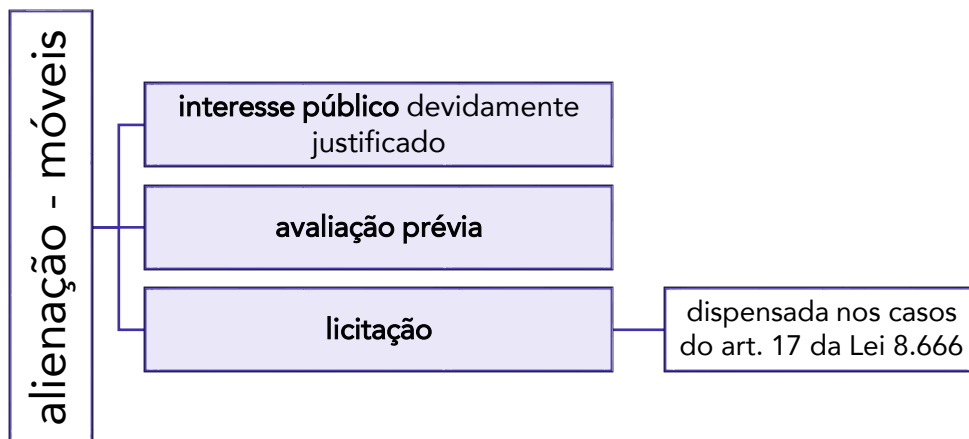 alienação - móveis
interesse público devidamente
justificado
avaliação prévia
licitação
dispensada nos casos
do art. 17 da Lei 8.666